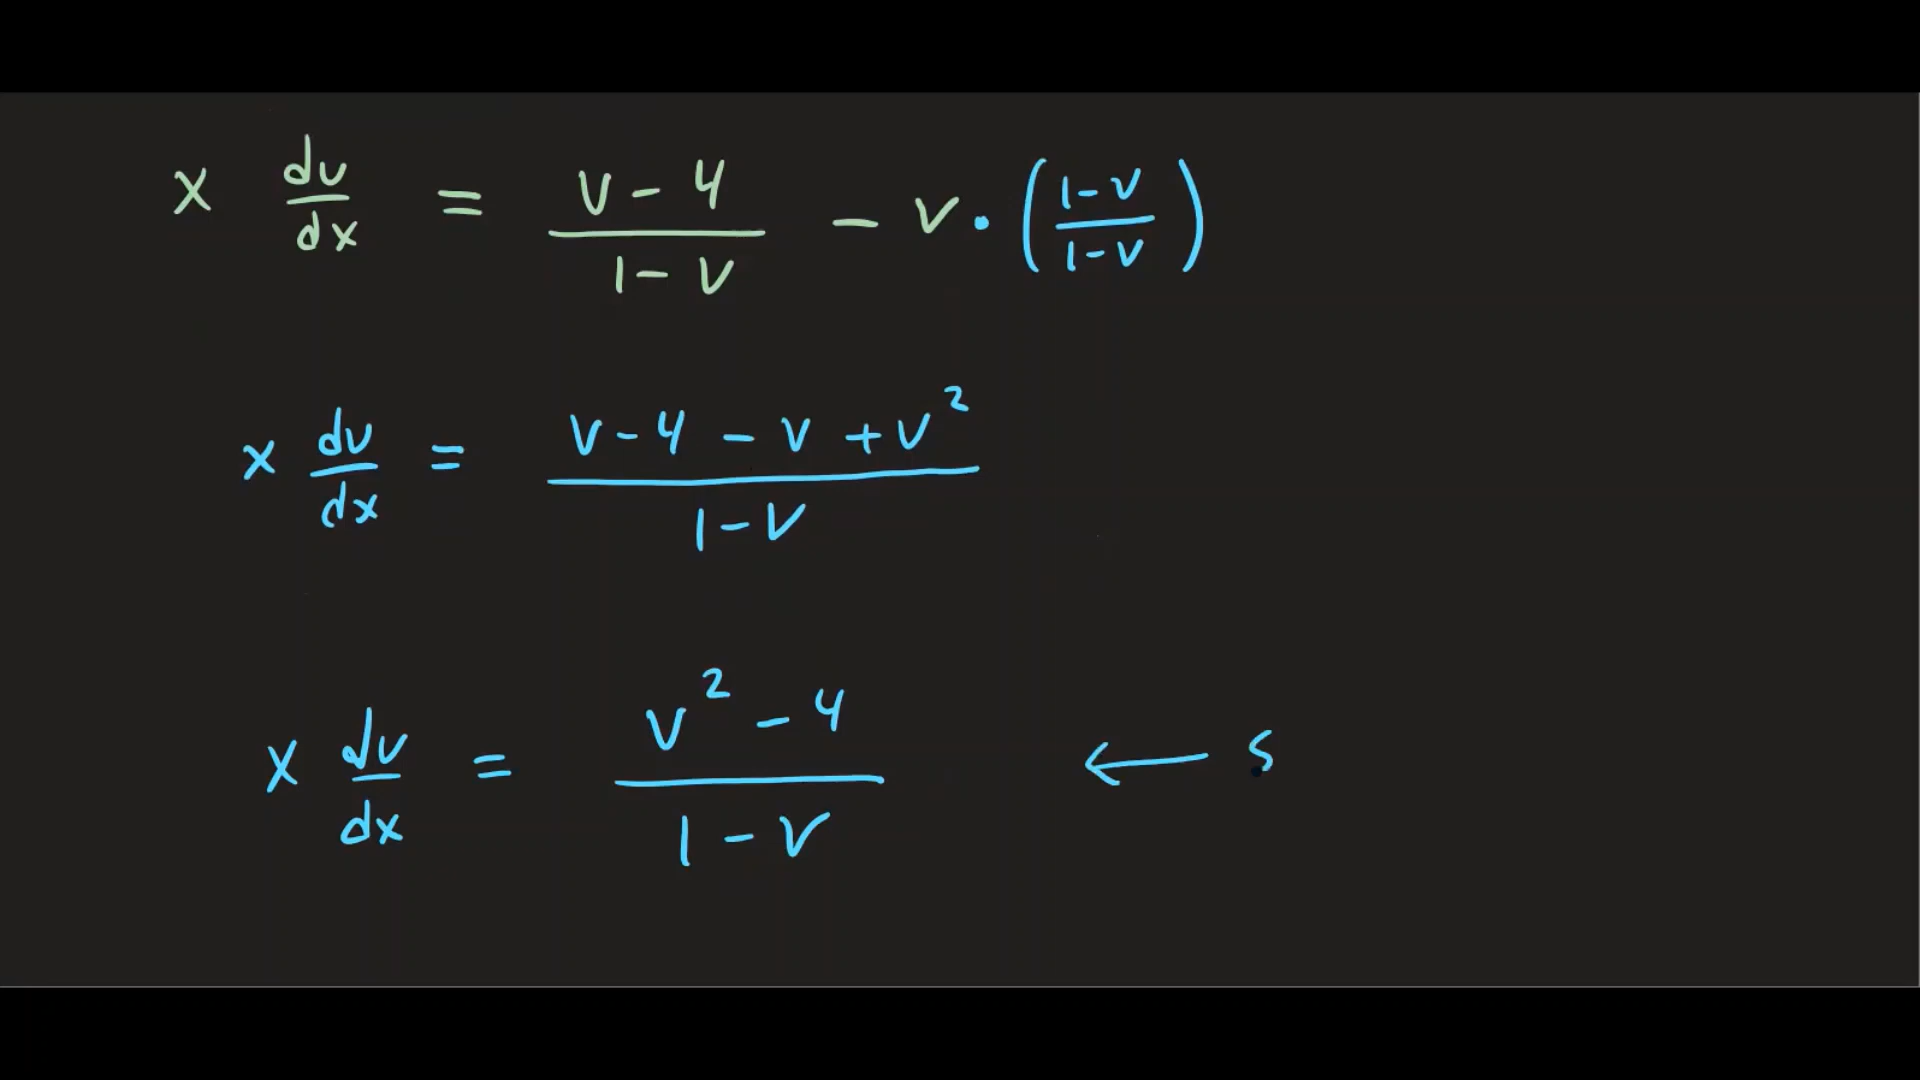 x dv/dx = (v - 4)/(1 - v) - v · ((1-v)/(1-v))
x dv/dx = (v - 4 - v + v²)/(1 - v)
x dv/dx = (v² - 4)/(1 - v) ← s